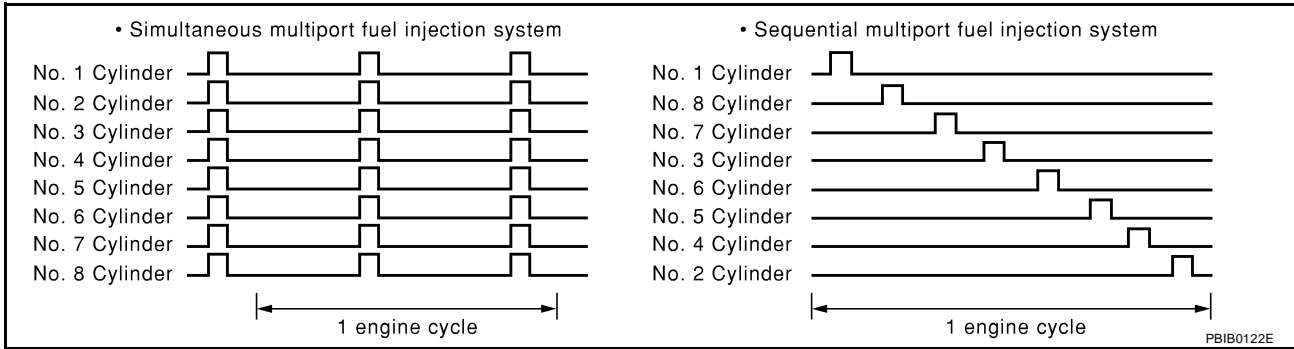 • Simultaneous multiport fuel injection system
No. 1 Cylinder
No. 2 Cylinder
No. 3 Cylinder
No. 4 Cylinder
No. 5 Cylinder
No. 6 Cylinder
No. 7 Cylinder
No. 8 Cylinder
1 engine cycle
• Sequential multiport fuel injection system
No. 1 Cylinder
No. 8 Cylinder
No. 7 Cylinder
No. 3 Cylinder
No. 6 Cylinder
No. 5 Cylinder
No. 4 Cylinder
No. 2 Cylinder
1 engine cycle
PBIB0122E